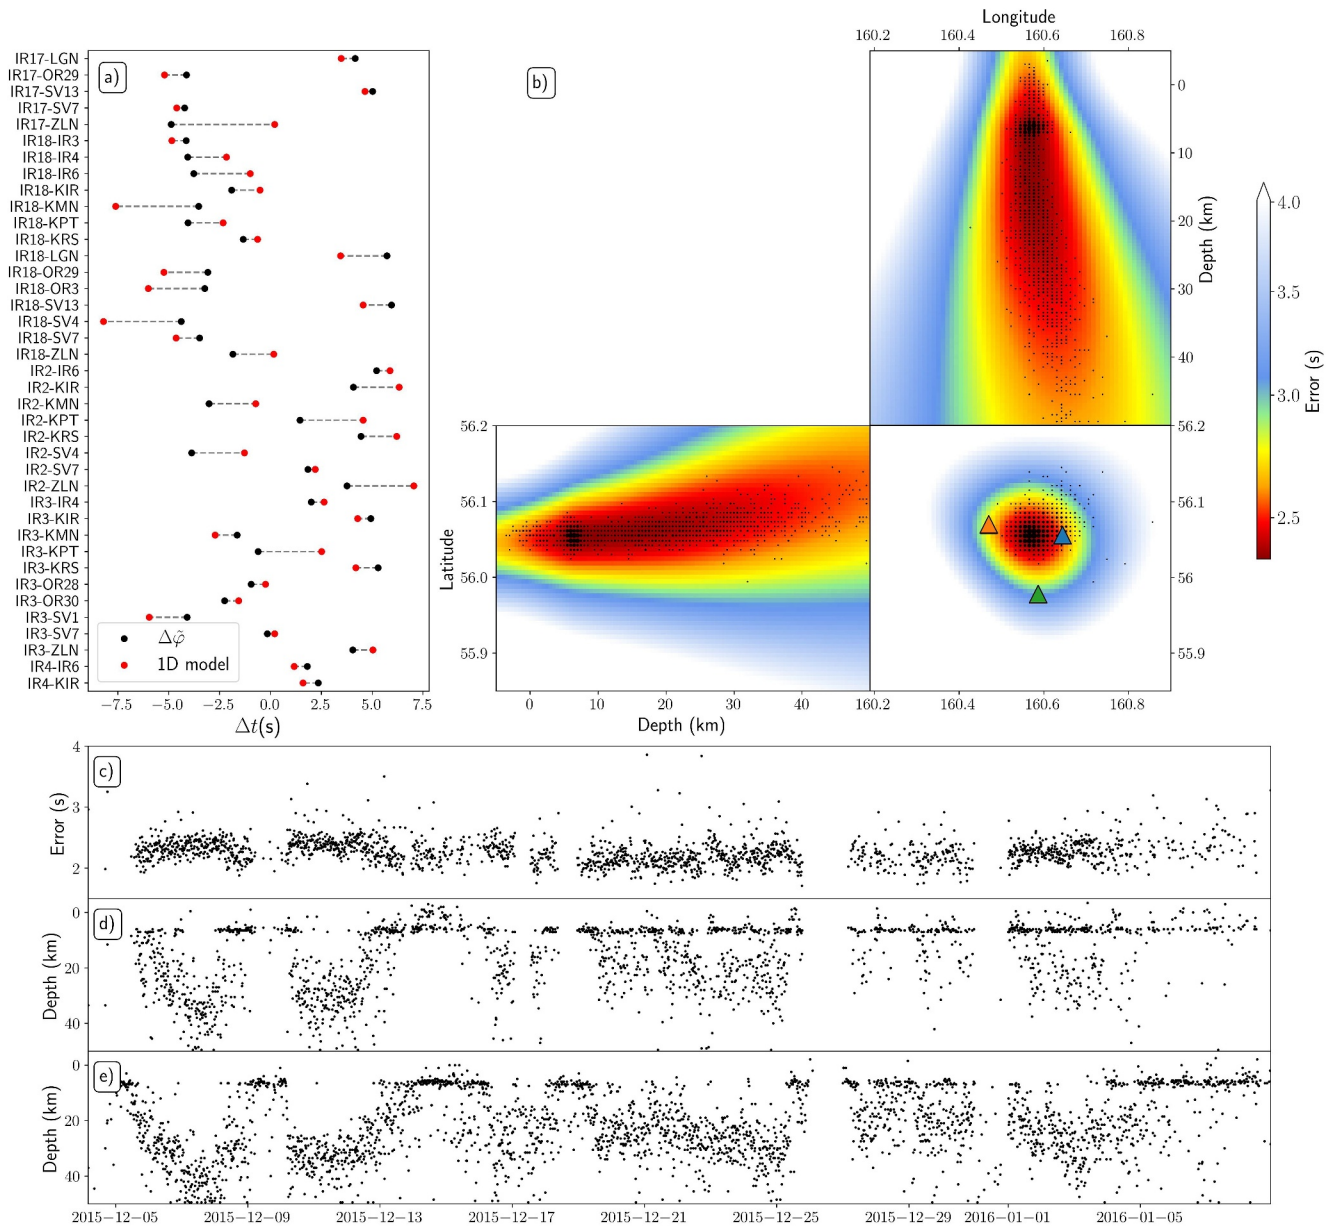 a)
IR17-LGN
IR17-OR29
IR17-SV13
IR17-SV7
IR17-ZLN
IR18-IR3
IR18-IR4
IR18-IR6
IR18-KIR
IR18-KMN
IR18-KPT
IR18-KRS
IR18-LGN
IR18-OR29
IR18-OR3
IR18-SV13
IR18-SV4
IR18-SV7
IR18-ZLN
IR2-IR6
IR2-KIR
IR2-KMN
IR2-KPT
IR2-KRS
IR2-SV4
IR2-SV7
IR2-ZLN
IR3-IR4
IR3-KIR
IR3-KMN
IR3-KPT
IR3-KRS
IR3-OR28
IR3-OR30
IR3-SV1
IR3-SV7
IR3-ZLN
IR4-IR6
IR4-KIR
Δφ̃
1D model
−7.5 −5.0 −2.5 0.0 2.5 5.0 7.5
Δt(s)
b)
Longitude
160.2 160.4 160.6 160.8
0
10
20
30
40
Depth (km)
4.0
3.5
3.0
2.5
Error (s)
56.2
56.1
56.0
55.9
Latitude
0 10 20 30 40
Depth (km)
56.2
56.1
56
55.9
160.2 160.4 160.6 160.8
c)
4
3
2
Error (s)
d)
0
20
40
Depth (km)
e)
0
20
40
Depth (km)
2015−12−05 2015−12−09 2015−12−13 2015−12−17 2015−12−21 2015−12−25 2015−12−29 2016−01−01 2016−01−05